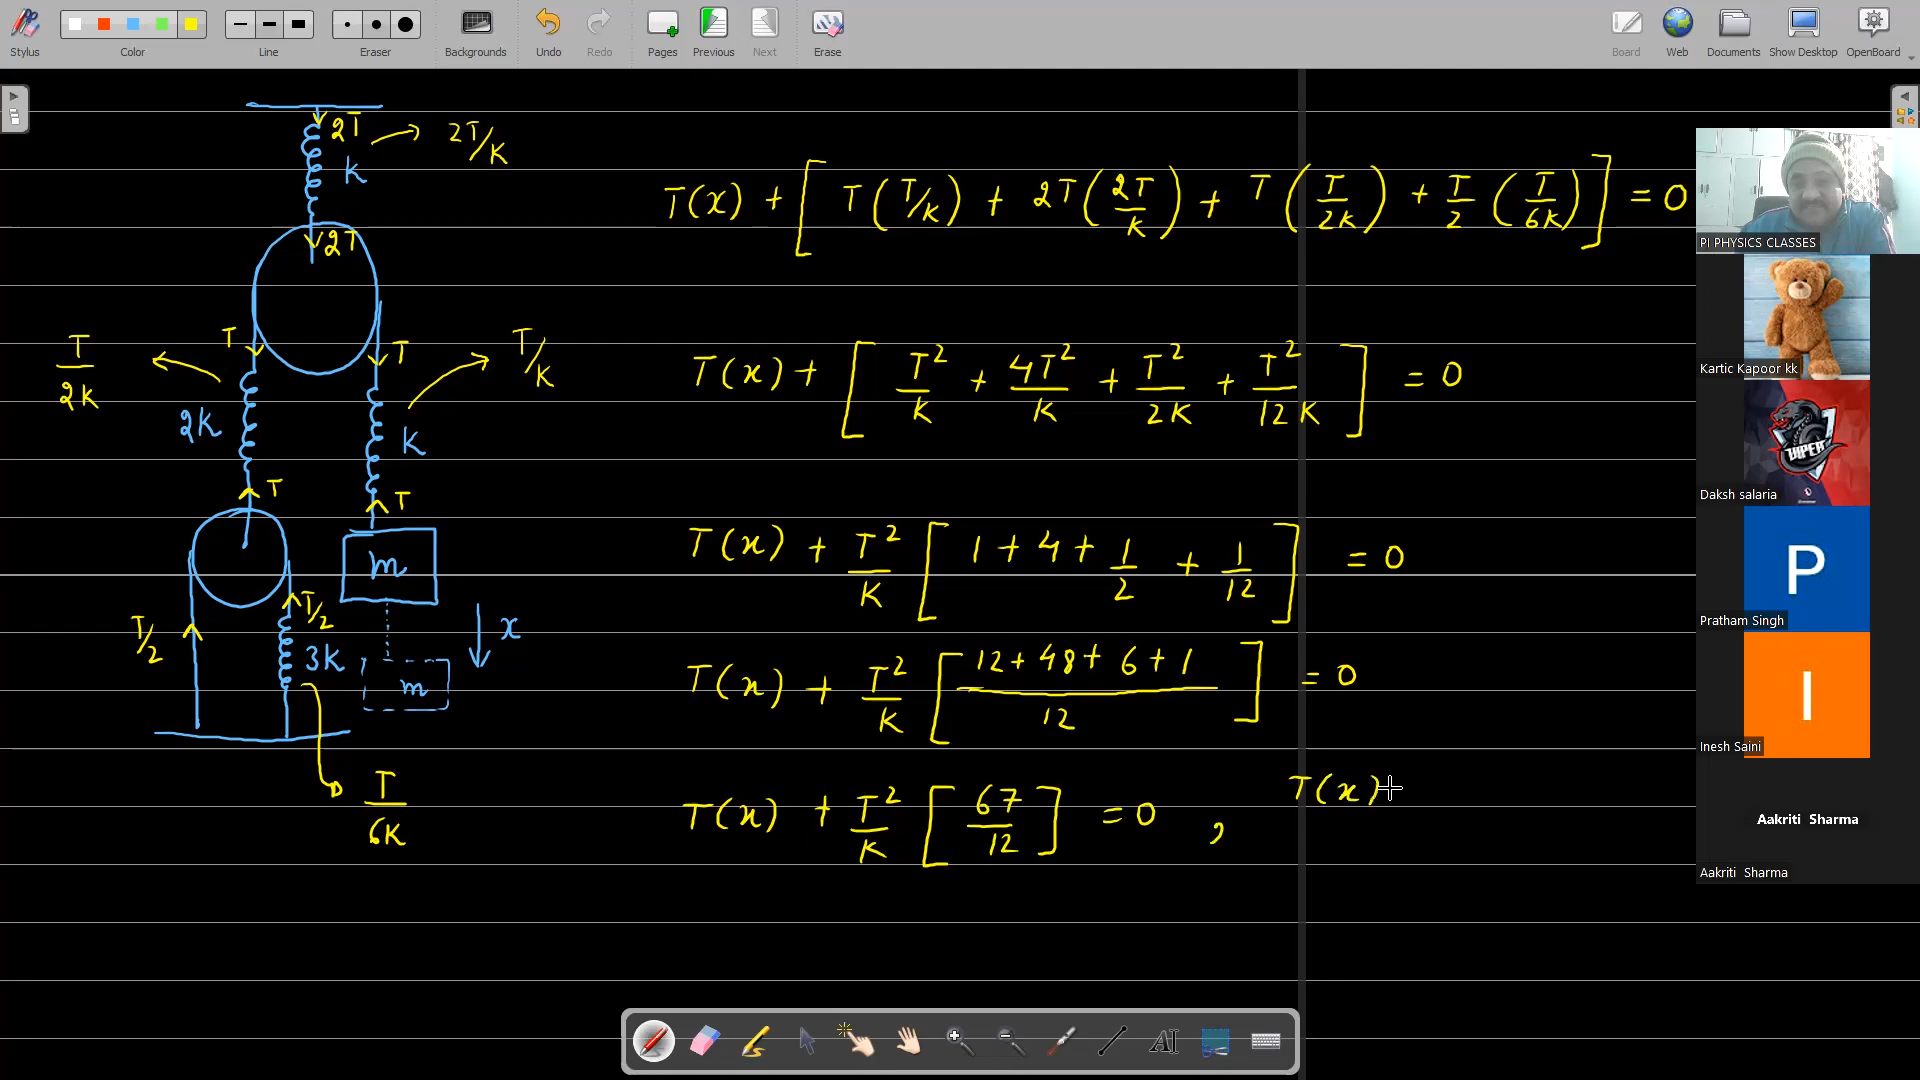 Stylus Color Line Eraser Backgrounds Undo Redo Pages Previous Next Erase Board Web Documents Show Desktop OpenBoard
2T
k
2T/K
2T
T
T
T/K
T/2K
2K
K
T
T
m
T/2
T/2
3K
x
m
T/6K
T(x) + [ T(T/K) + 2T(2T/K) + T(T/2K) + T/2(T/6K) ] = 0
T(x) + [ T²/K + 4T²/K + T²/2K + T²/12K ] = 0
T(x) + T²/K [ 1 + 4 + 1/2 + 1/12 ] = 0
T(x) + T²/K [ 12 + 48 + 6 + 1 / 12 ] = 0
T(x) + T²/K [ 67/12 ] = 0 , T(x)
PI PHYSICS CLASSES
Kartic Kapoor kk
VIPER
Daksh salaria
P
Pratham Singh
I
Inesh Saini
Aakriti Sharma
Aakriti Sharma
AI